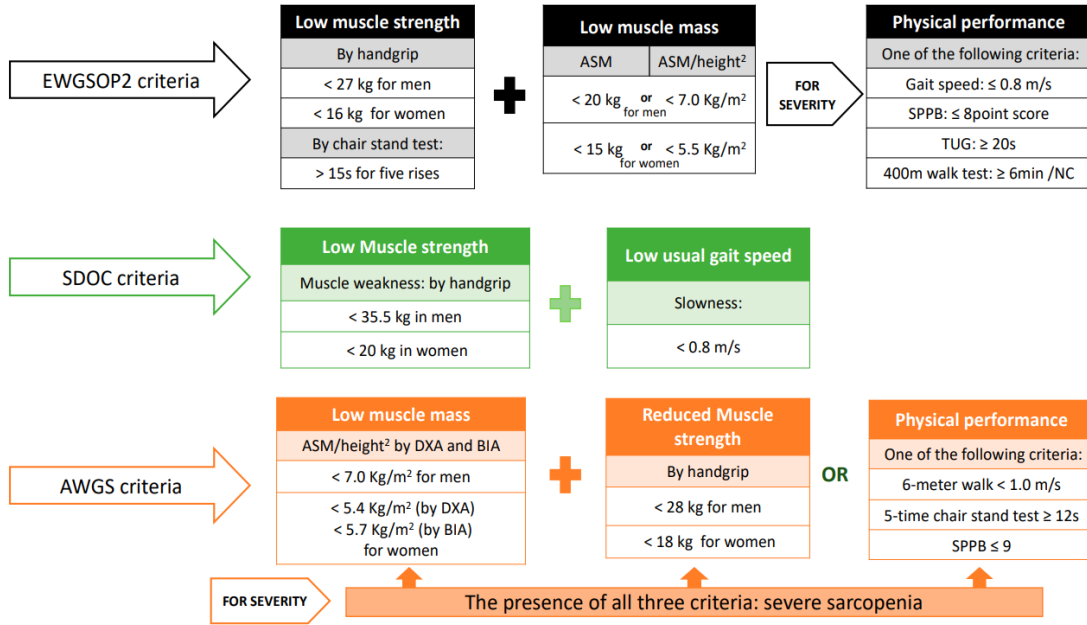 EWGSOP2 criteria
Low muscle strength
By handgrip
< 27 kg for men
< 16 kg for women
By chair stand test:
> 15s for five rises
Low muscle mass
ASM
ASM/height²
< 20 kg or < 7.0 Kg/m²
for men
< 15 kg or < 5.5 Kg/m²
for women
FOR
SEVERITY
Physical performance
One of the following criteria:
Gait speed: ≤ 0.8 m/s
SPPB: ≤ 8point score
TUG: ≥ 20s
400m walk test: ≥ 6min /NC
SDOC criteria
Low Muscle strength
Muscle weakness: by handgrip
< 35.5 kg in men
< 20 kg in women
Low usual gait speed
Slowness:
< 0.8 m/s
AWGS criteria
Low muscle mass
ASM/height² by DXA and BIA
< 7.0 Kg/m² for men
< 5.4 Kg/m² (by DXA)
< 5.7 Kg/m² (by BIA)
for women
Reduced Muscle
strength
By handgrip
< 28 kg for men
< 18 kg for women
OR
Physical performance
One of the following criteria:
6-meter walk < 1.0 m/s
5-time chair stand test ≥ 12s
SPPB ≤ 9
FOR SEVERITY
The presence of all three criteria: severe sarcopenia